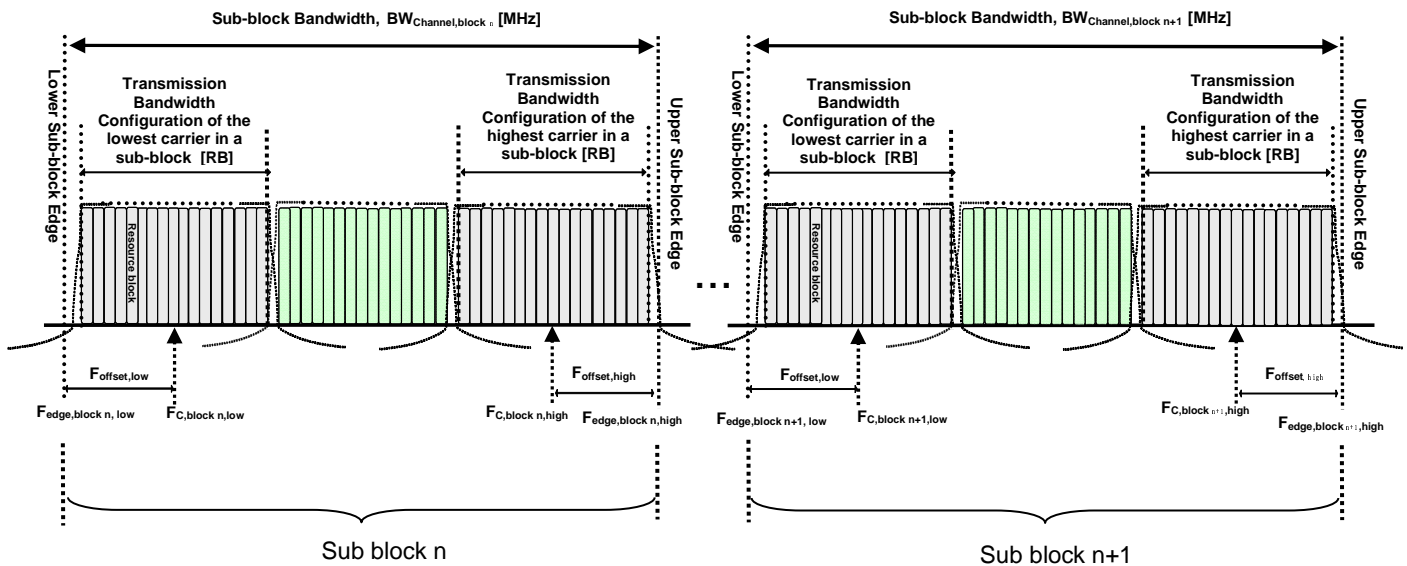 Sub-block Bandwidth, BWChannel,block n [MHz]
Lower Sub-block Edge
Transmission
Bandwidth
Configuration of the
lowest carrier in a
sub-block [RB]
Transmission
Bandwidth
Configuration of the
highest carrier in a
sub-block [RB]
Upper Sub-block Edge
Resource block
Foffset,low
Foffset,high
Fedge,block n, low
FC,block n,low
FC,block n,high
Fedge,block n,high
Sub block n
...
Sub-block Bandwidth, BWChannel,block n+1 [MHz]
Lower Sub-block Edge
Transmission
Bandwidth
Configuration of the
lowest carrier in a
sub-block [RB]
Transmission
Bandwidth
Configuration of the
highest carrier in a
sub-block [RB]
Upper Sub-block Edge
Resource block
Foffset,low
Foffset,high
Fedge,block n+1, low
FC,block n+1,low
FC,block n+1,high
Fedge,block n+1,high
Sub block n+1